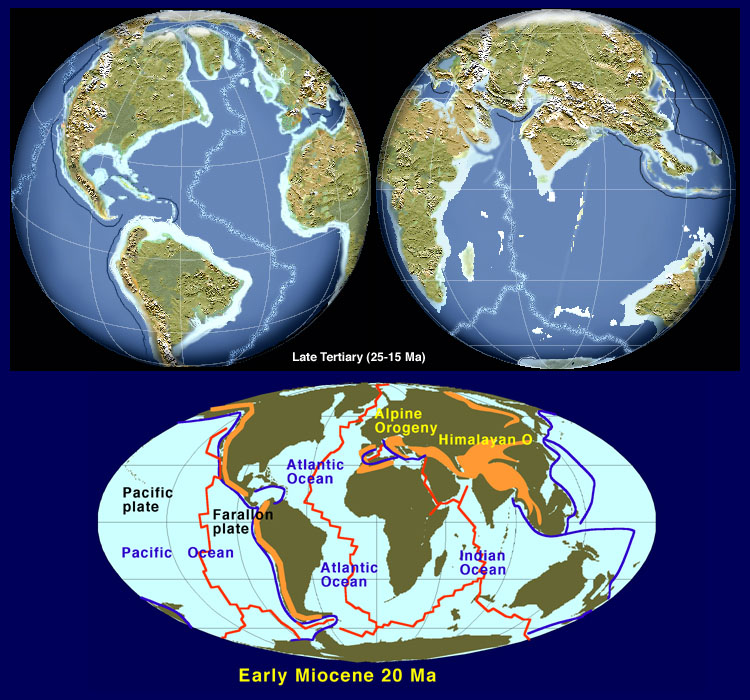 Late Tertiary (25-15 Ma)
Alpine
Orogeny
Himalayan O
Atlantic
Ocean
Pacific
plate
Farallon
plate
Pacific Ocean
Indian
Ocean
Atlantic
Ocean
Early Miocene 20 Ma